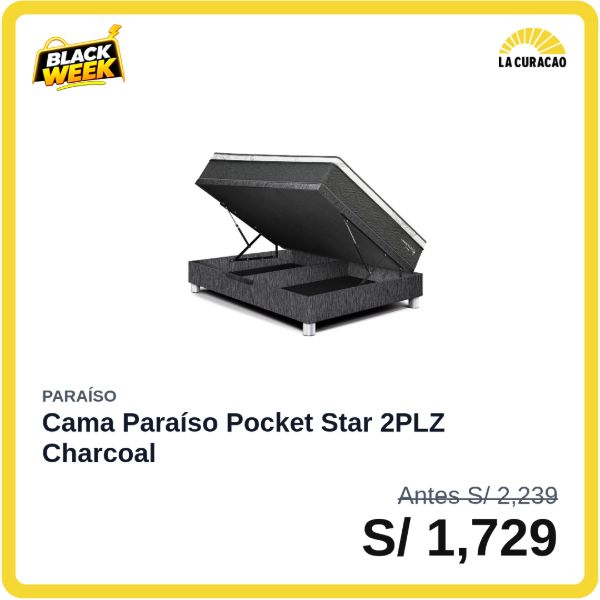 BLACK
WEEK
LA CURACAO
PARAÍSO
Cama Paraíso Pocket Star 2PLZ
Charcoal
Antes S/ 2,239
S/ 1,729